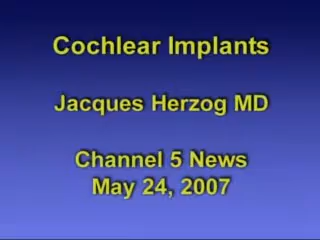 Cochlear Implants
Jacques Herzog MD
Channel 5 News
May 24, 2007